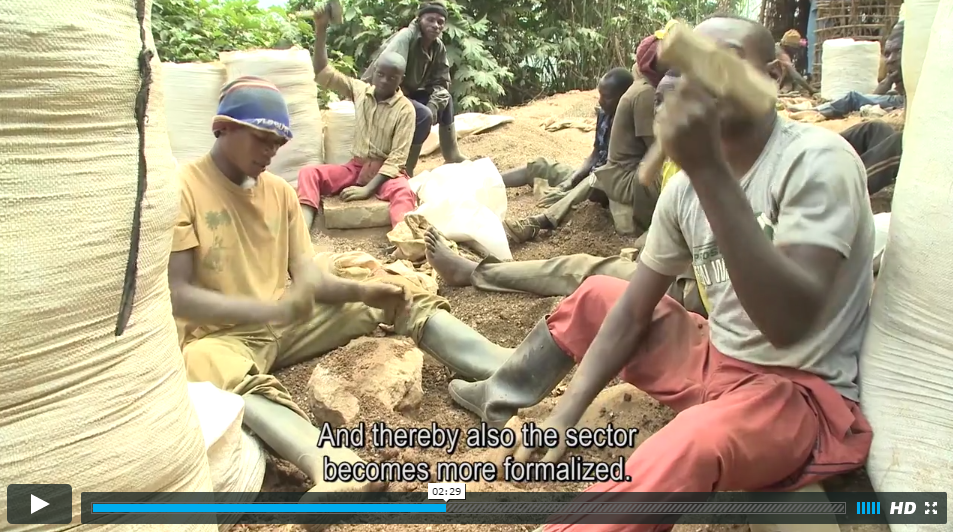 And thereby also the sector
becomes more formalized.
02:29
HD